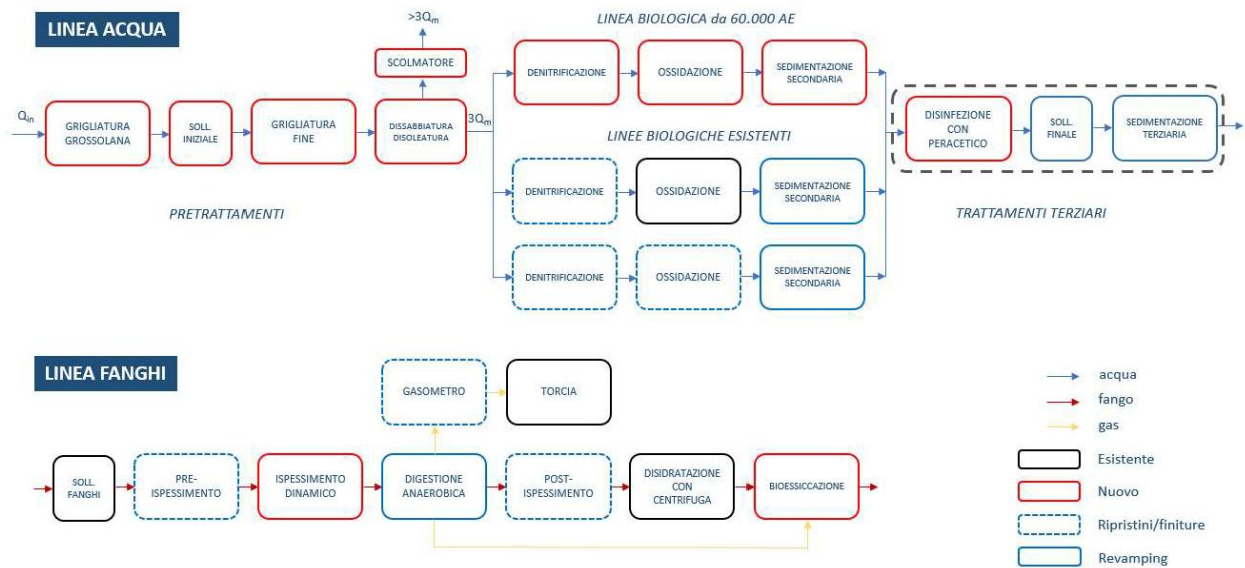 LINEA ACQUA
LINEA BIOLOGICA da 60.000 AE
>3Qm
SCOLMATORE
Qin
GRIGLIATURA
GROSSOLANA
SOLL.
INIZIALE
GRIGLIATURA
FINE
DISSABBIATURA
DISOLEATURA
3Qm
DENITRIFICAZIONE
OSSIDAZIONE
SEDIMENTAZIONE
SECONDARIA
LINEE BIOLOGICHE ESISTENTI
DENITRIFICAZIONE
OSSIDAZIONE
SEDIMENTAZIONE
SECONDARIA
DENITRIFICAZIONE
OSSIDAZIONE
SEDIMENTAZIONE
SECONDARIA
DISINFEZIONE
CON
PERACETICO
SOLL.
FINALE
SEDIMENTAZIONE
TERZIARIA
PRETRATTAMENTI
TRATTAMENTI TERZIARI
LINEA FANGHI
GASOMETRO
TORCIA
SOLL.
FANGHI
PRE-
ISPESSIMENTO
ISPESSIMENTO
DINAMICO
DIGESTIONE
ANAEROBICA
POST-
ISPESSIMENTO
DISIDRATAZIONE
CON
CENTRIFUGA
BIOESSICCAZIONE
acqua
fango
gas
Esistente
Nuovo
Ripristini/finiture
Revamping